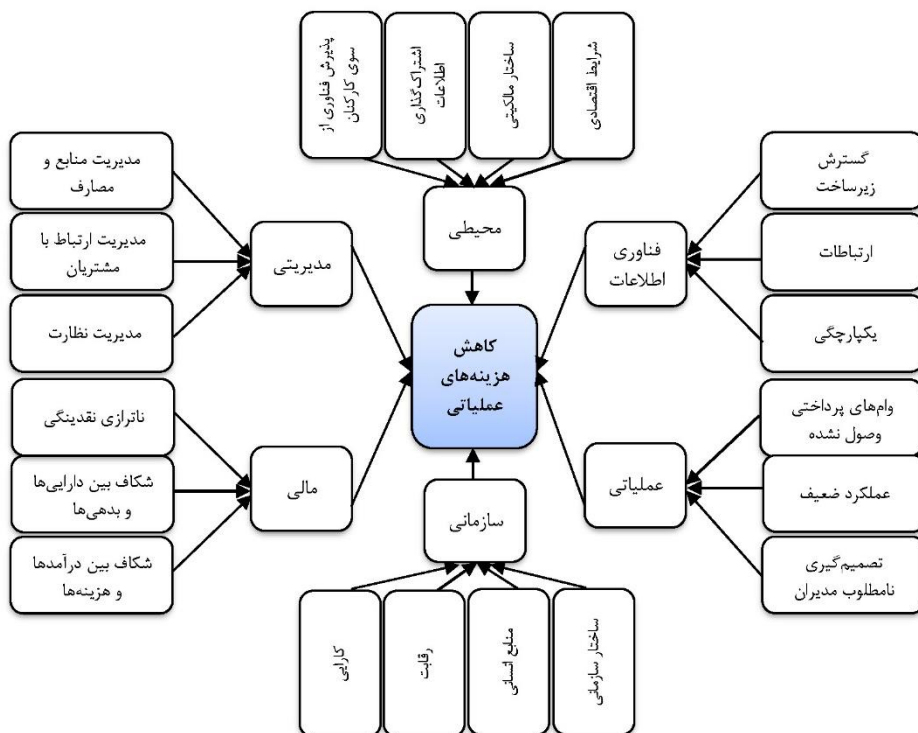 پذیرش فناوری از
سوی کارکنان
اشتراک‌گذاری
اطلاعات
ساختار مالکیتی
شرایط اقتصادی
مدیریت منابع و
مصارف
مدیریت ارتباط با
مشتریان
مدیریت نظارت
مدیریتی
محیطی
فناوری
اطلاعات
گسترش
زیرساخت
ارتباطات
یکپارچگی
کاهش
هزینه‌های
عملیاتی
ناترازی نقدینگی
شکاف بین دارایی‌ها
و بدهی‌ها
شکاف بین درآمدها
و هزینه‌ها
مالی
سازمانی
عملیاتی
وام‌های پرداختی
وصول نشده
عملکرد ضعیف
تصمیم‌گیری
نامطلوب مدیران
کارایی
رقابت
منابع انسانی
ساختار سازمانی